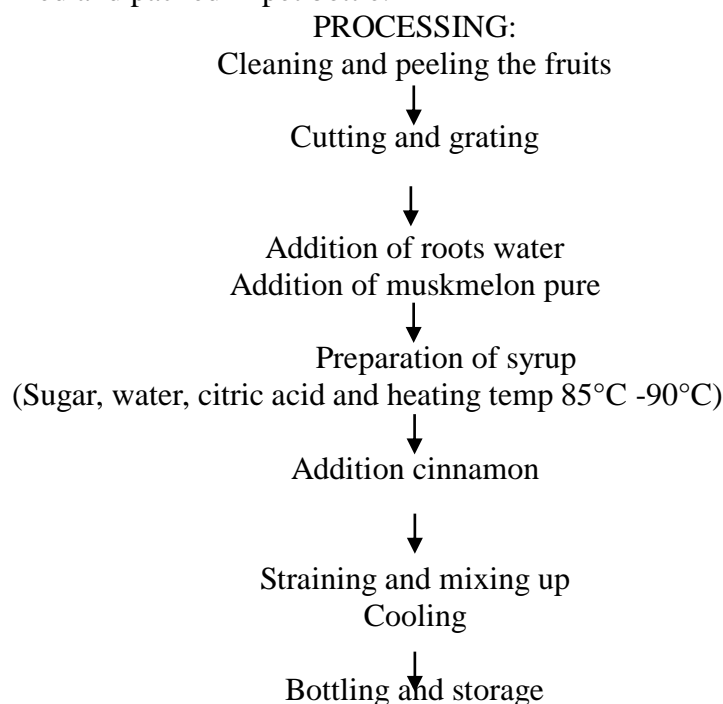 PROCESSING:
Cleaning and peeling the fruits
Cutting and grating
Addition of roots water
Addition of muskmelon pure
Preparation of syrup
(Sugar, water, citric acid and heating temp 85°C -90°C)
Addition cinnamon
Straining and mixing up
Cooling
Bottling and storage